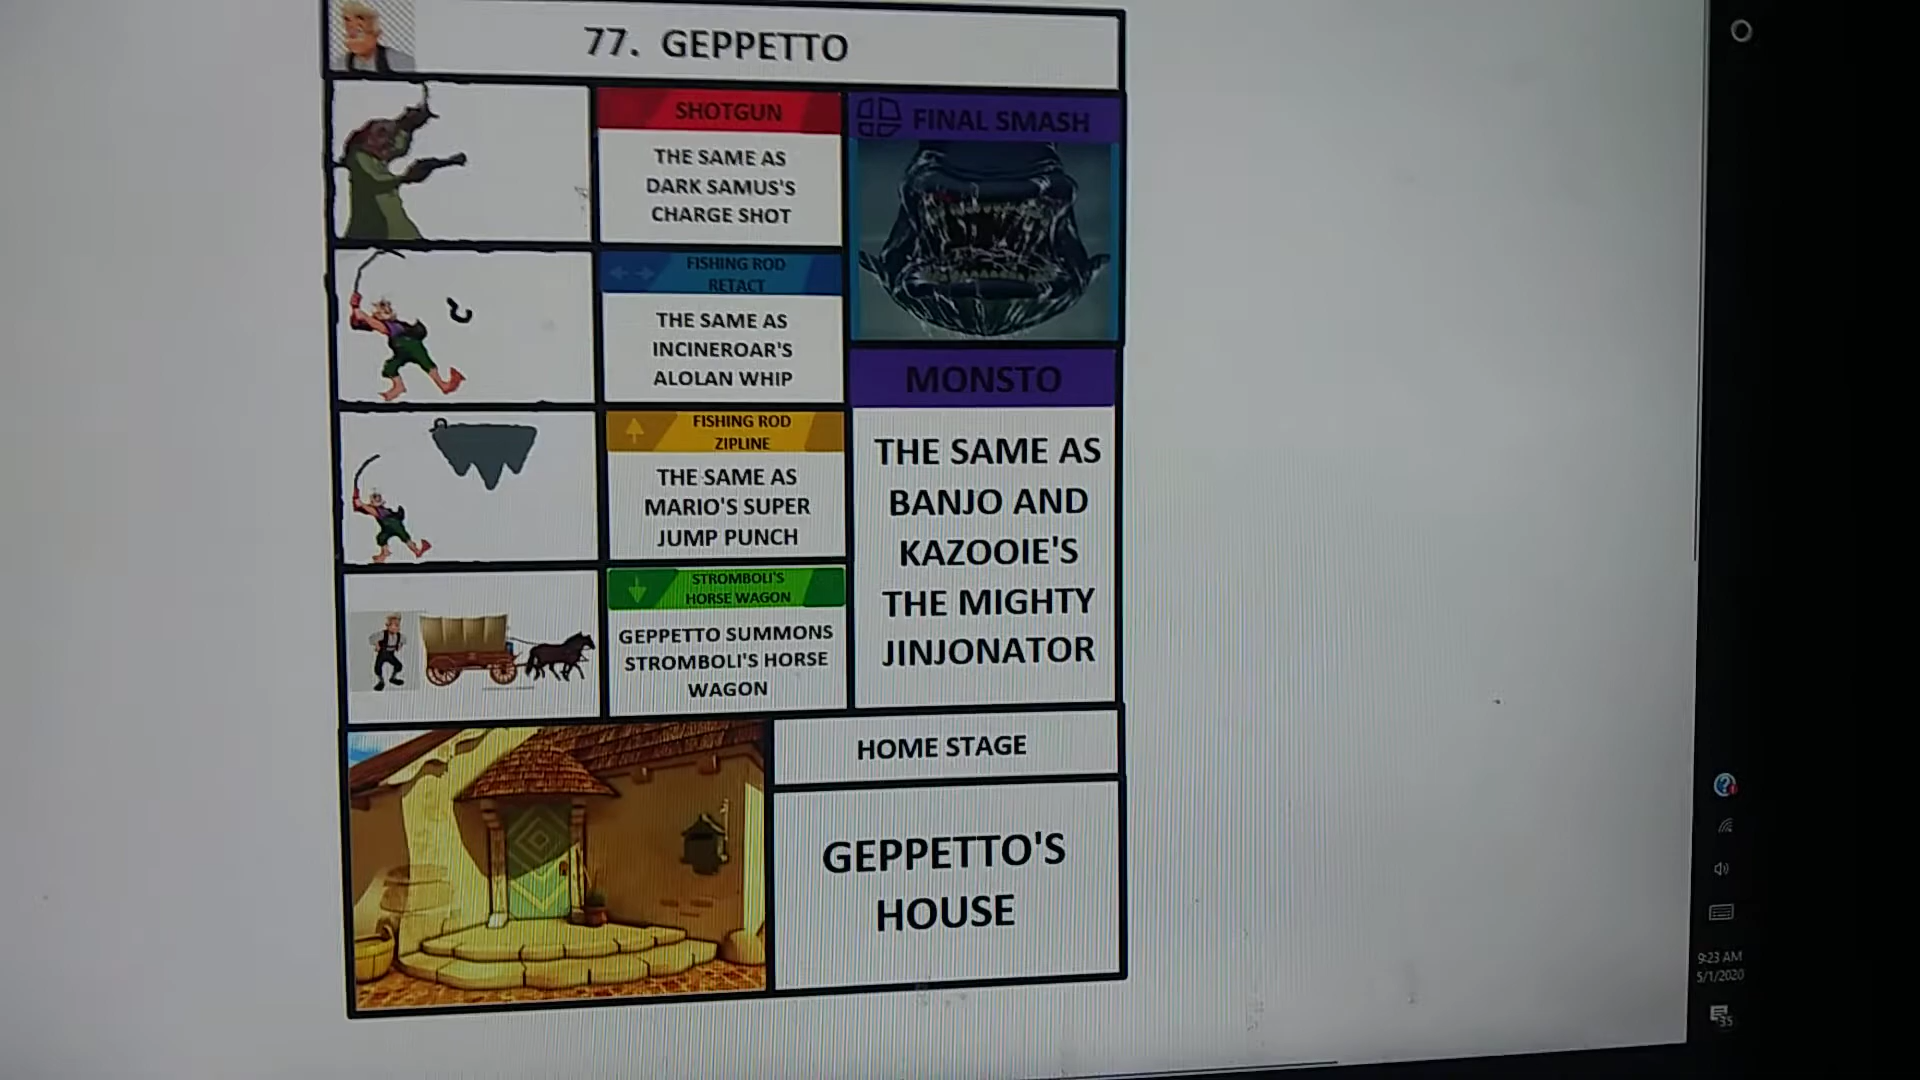 77. GEPPETTO
SHOTGUN
THE SAME AS
DARK SAMUS'S
CHARGE SHOT
FISHING ROD
RETACT
THE SAME AS
INCINEROAR'S
ALOLAN WHIP
FISHING ROD
ZIPLINE
THE SAME AS
MARIO'S SUPER
JUMP PUNCH
STROMBOLI'S
HORSE WAGON
GEPPETTO SUMMONS
STROMBOLI'S HORSE
WAGON
FINAL SMASH
MONSTO
THE SAME AS
BANJO AND
KAZOOIE'S
THE MIGHTY
JINJONATOR
HOME STAGE
GEPPETTO'S
HOUSE
9:23 AM
5/1/2020
35